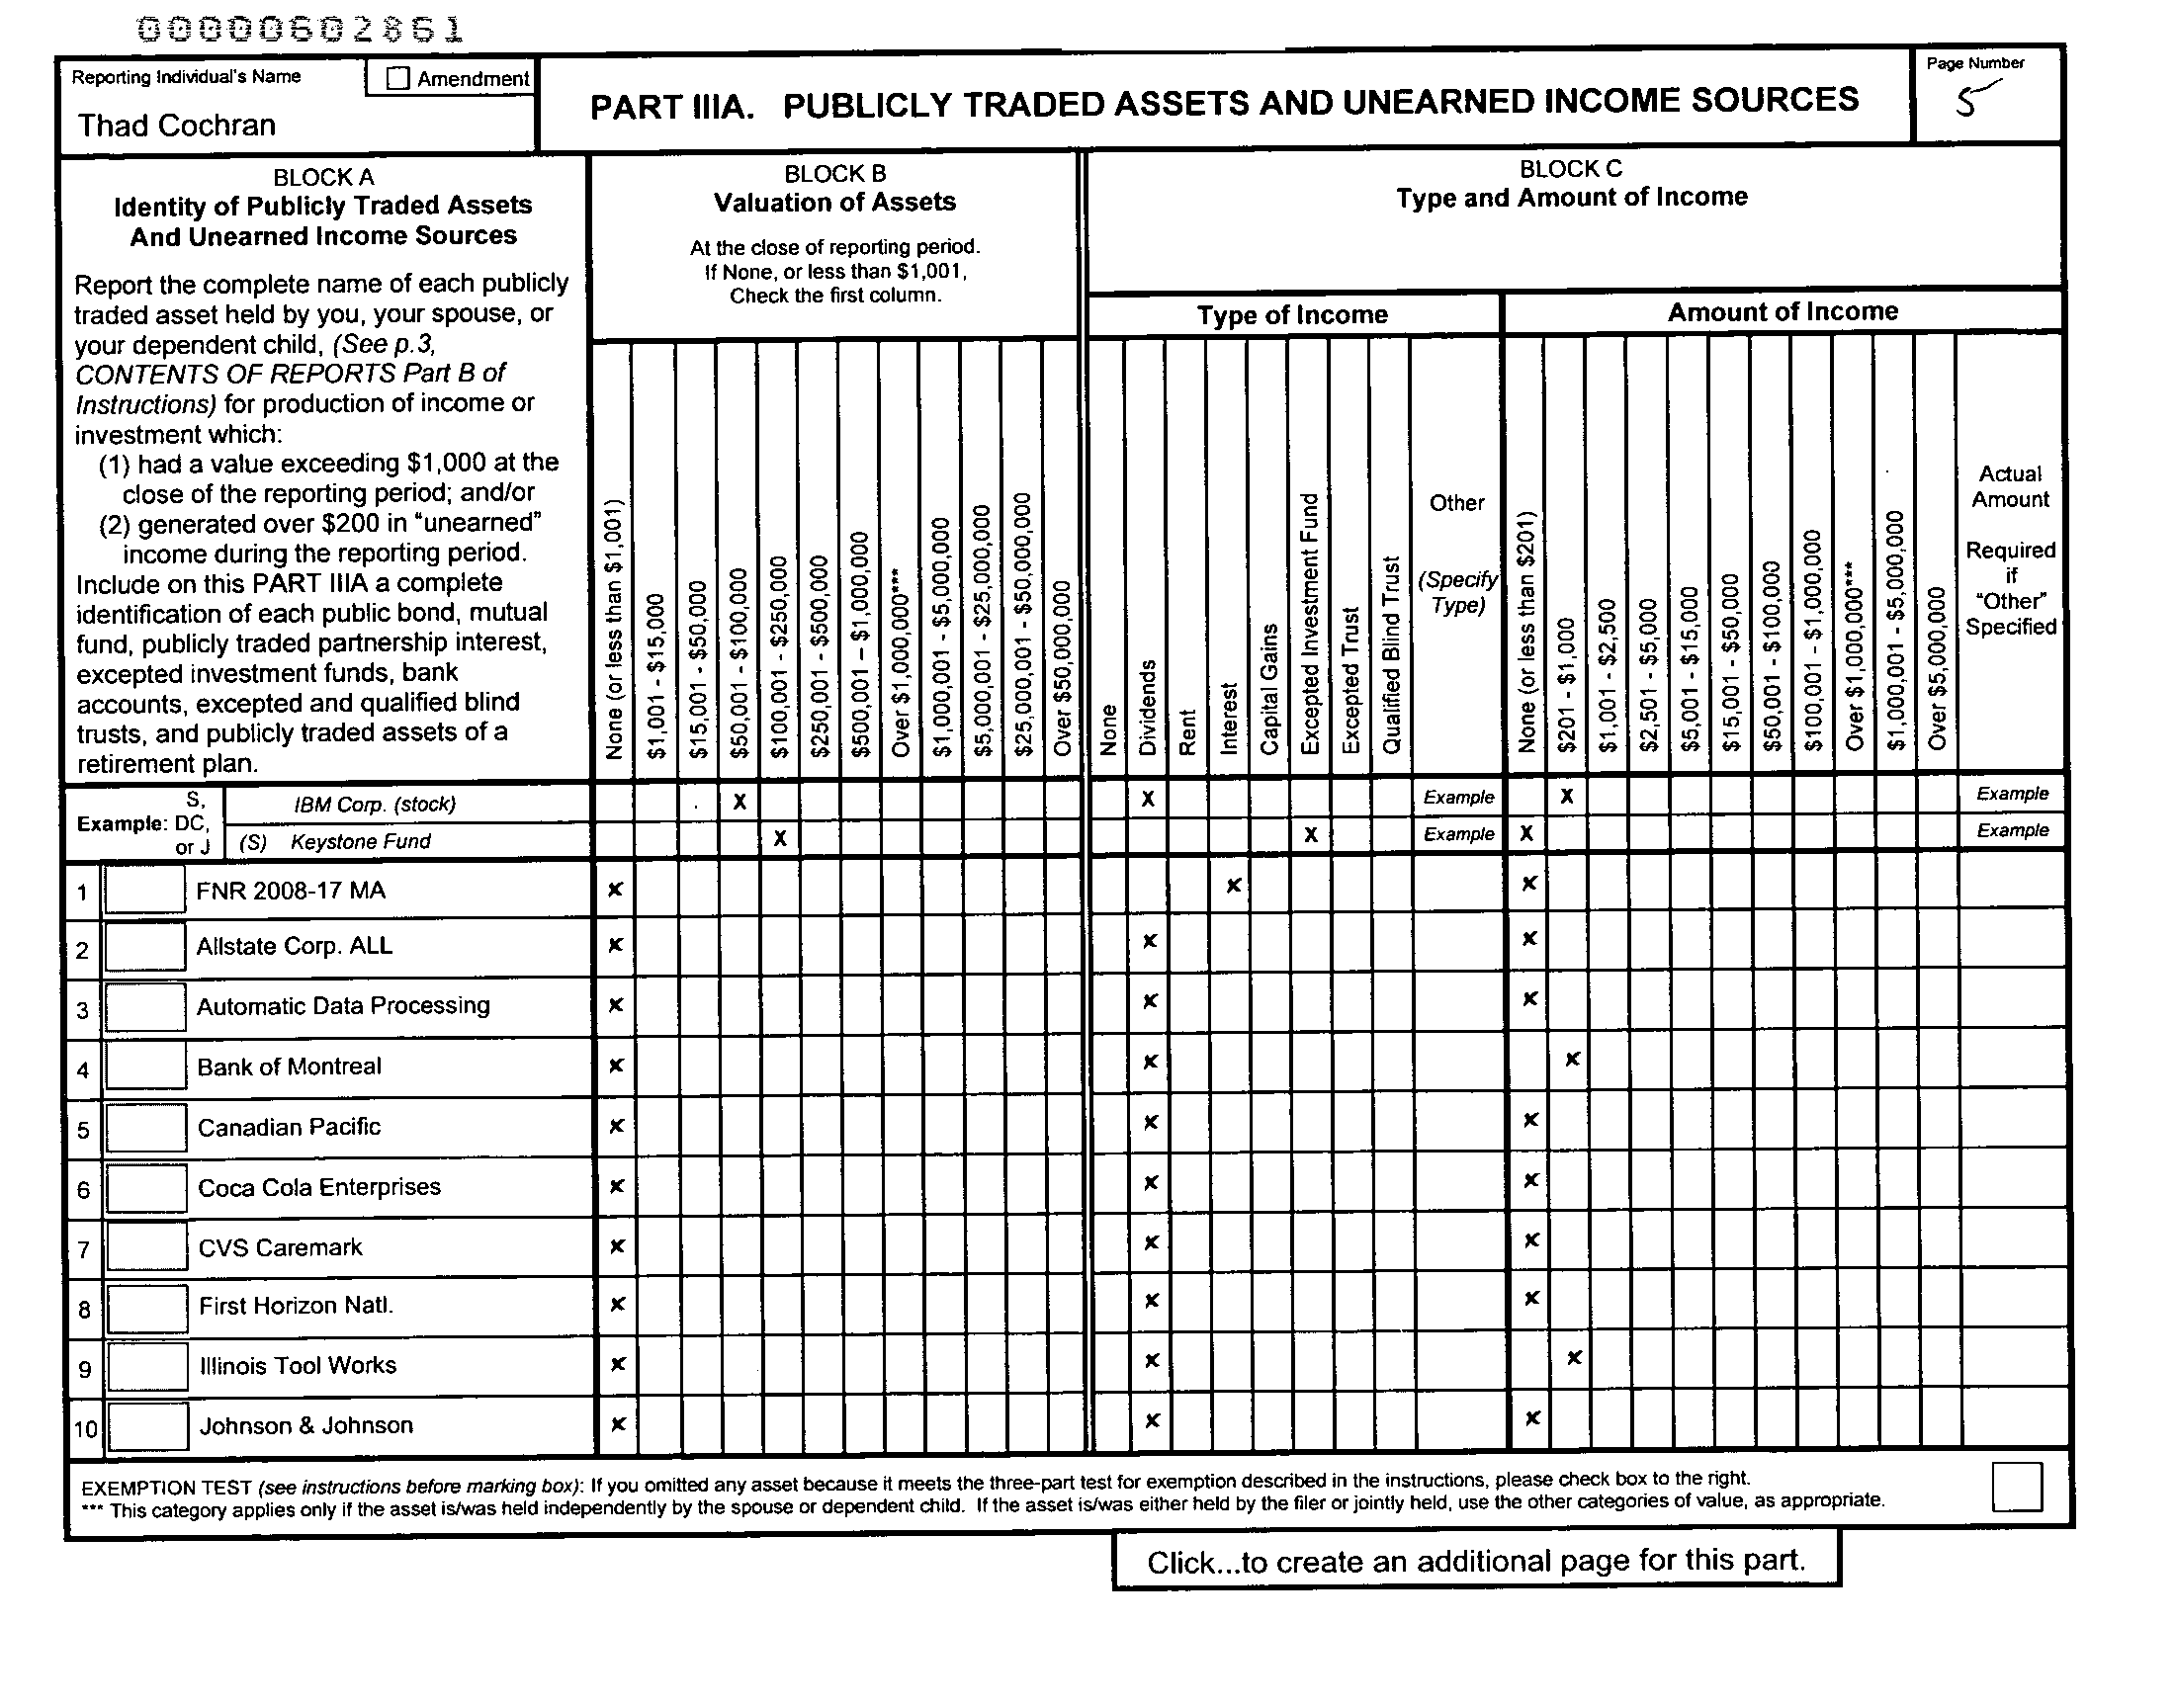 00000602861
Reporting Individual's Name
Amendment
Thad Cochran
PART IIIA. PUBLICLY TRADED ASSETS AND UNEARNED INCOME SOURCES
Page Number
5
BLOCK A
Identity of Publicly Traded Assets
And Unearned Income Sources
Report the complete name of each publicly
traded asset held by you, your spouse, or
your dependent child, (See p.3,
CONTENTS OF REPORTS Part B of
Instructions) for production of income or
investment which:
(1) had a value exceeding $1,000 at the
close of the reporting period; and/or
(2) generated over $200 in "unearned"
income during the reporting period.
Include on this PART IIIA a complete
identification of each public bond, mutual
fund, publicly traded partnership interest,
excepted investment funds, bank
accounts, excepted and qualified blind
trusts, and publicly traded assets of a
retirement plan.
BLOCK B
Valuation of Assets
At the close of reporting period.
If None, or less than $1,001,
Check the first column.
None (or less than $1,001)
$1,001 - $15,000
$15,001 - $50,000
$50,001 - $100,000
$100,001 - $250,000
$250,001 - $500,000
$500,001 – $1,000,000
Over $1,000,000***
$1,000,001 - $5,000,000
$5,000,001 - $25,000,000
$25,000,001 - $50,000,000
Over $50,000,000
BLOCK C
Type and Amount of Income
Type of Income
None
Dividends
Rent
Interest
Capital Gains
Excepted Investment Fund
Excepted Trust
Qualified Blind Trust
Other
(Specify
Type)
Amount of Income
None (or less than $201)
$201 - $1,000
$1,001 - $2,500
$2,501 - $5,000
$5,001 - $15,000
$15,001 - $50,000
$50,001 - $100,000
$100,001 - $1,000,000
Over $1,000,000***
$1,000,001 - $5,000,000
Over $5,000,000
Actual
Amount
Required
if
"Other"
Specified
Example:
S,
DC,
or J
IBM Corp. (stock) X X Example X Example
(S) Keystone Fund X X Example X Example
1 FNR 2008-17 MA x x x
2 Allstate Corp. ALL x x x
3 Automatic Data Processing x x x
4 Bank of Montreal x x x
5 Canadian Pacific x x x
6 Coca Cola Enterprises x x x
7 CVS Caremark x x x
8 First Horizon Natl. x x x
9 Illinois Tool Works x x x
10 Johnson & Johnson x x x
EXEMPTION TEST (see instructions before marking box): If you omitted any asset because it meets the three-part test for exemption described in the instructions, please check box to the right.
*** This category applies only if the asset is/was held independently by the spouse or dependent child. If the asset is/was either held by the filer or jointly held, use the other categories of value, as appropriate.
Click...to create an additional page for this part.